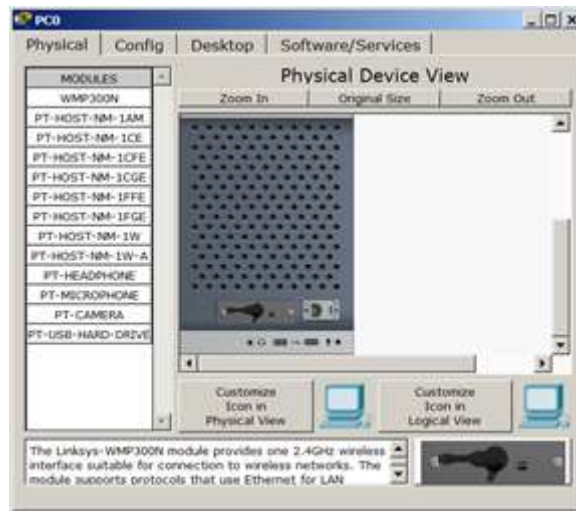 PC0
Physical Config Desktop Software/Services
MODULES
WMP300N
PT-HOST-NM-1AM
PT-HOST-NM-1CE
PT-HOST-NM-1CFE
PT-HOST-NM-1CGE
PT-HOST-NM-1FFE
PT-HOST-NM-1FGE
PT-HOST-NM-1W
PT-HOST-NM-1W-A
PT-HEADPHONE
PT-MICROPHONE
PT-CAMERA
PT-USB-HARD-DRIVE
Physical Device View
Zoom In Original Size Zoom Out
Customize
Icon in
Physical View
Customize
Icon in
Logical View
The Linksys-WMP300N module provides one 2.4GHz wireless
interface suitable for connection to wireless networks. The
module supports protocols that use Ethernet for LAN